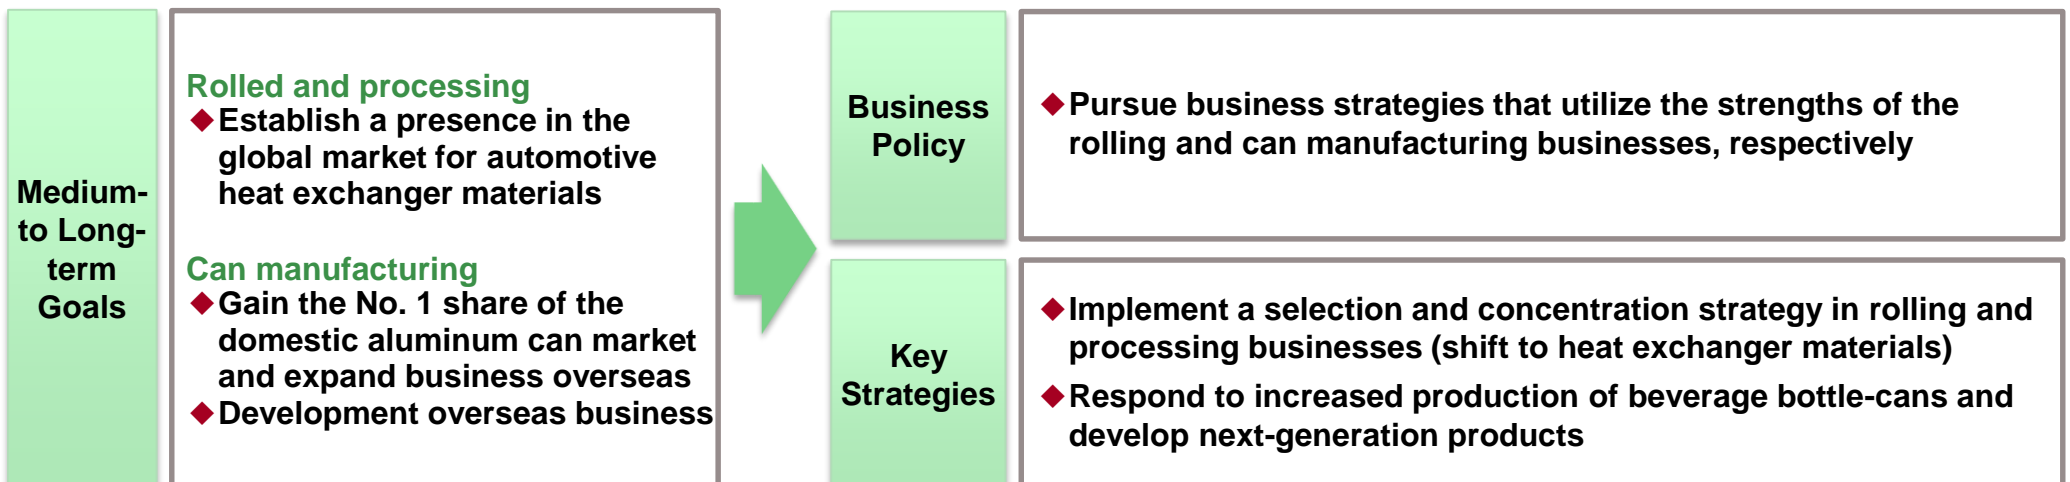 Medium-
to Long-
term
Goals
Rolled and processing
◆Establish a presence in the
global market for automotive
heat exchanger materials
Can manufacturing
◆Gain the No. 1 share of the
domestic aluminum can market
and expand business overseas
◆Development overseas business
Business
Policy
◆Pursue business strategies that utilize the strengths of the
rolling and can manufacturing businesses, respectively
Key
Strategies
◆Implement a selection and concentration strategy in rolling and
processing businesses (shift to heat exchanger materials)
◆Respond to increased production of beverage bottle-cans and
develop next-generation products